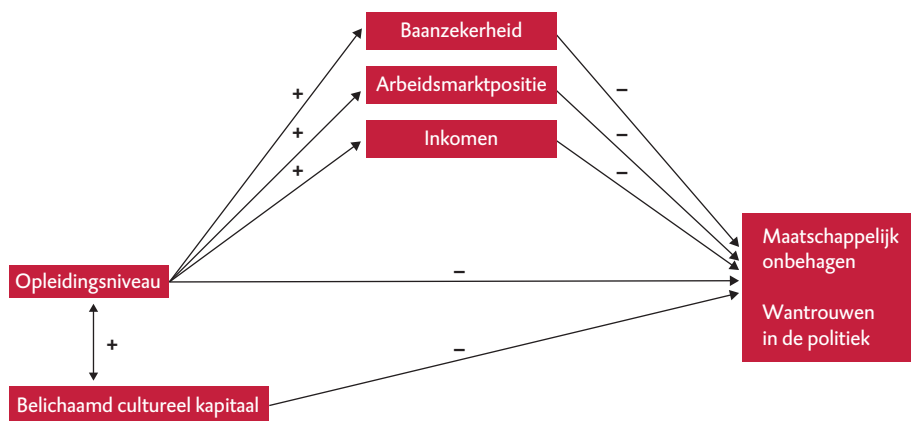 Baanzekerheid
Arbeidsmarktpositie
Inkomen
+
+
+
–
–
–
Maatschappelijk
onbehagen
Wantrouwen
in de politiek
Opleidingsniveau
–
+
–
Belichaamd cultureel kapitaal